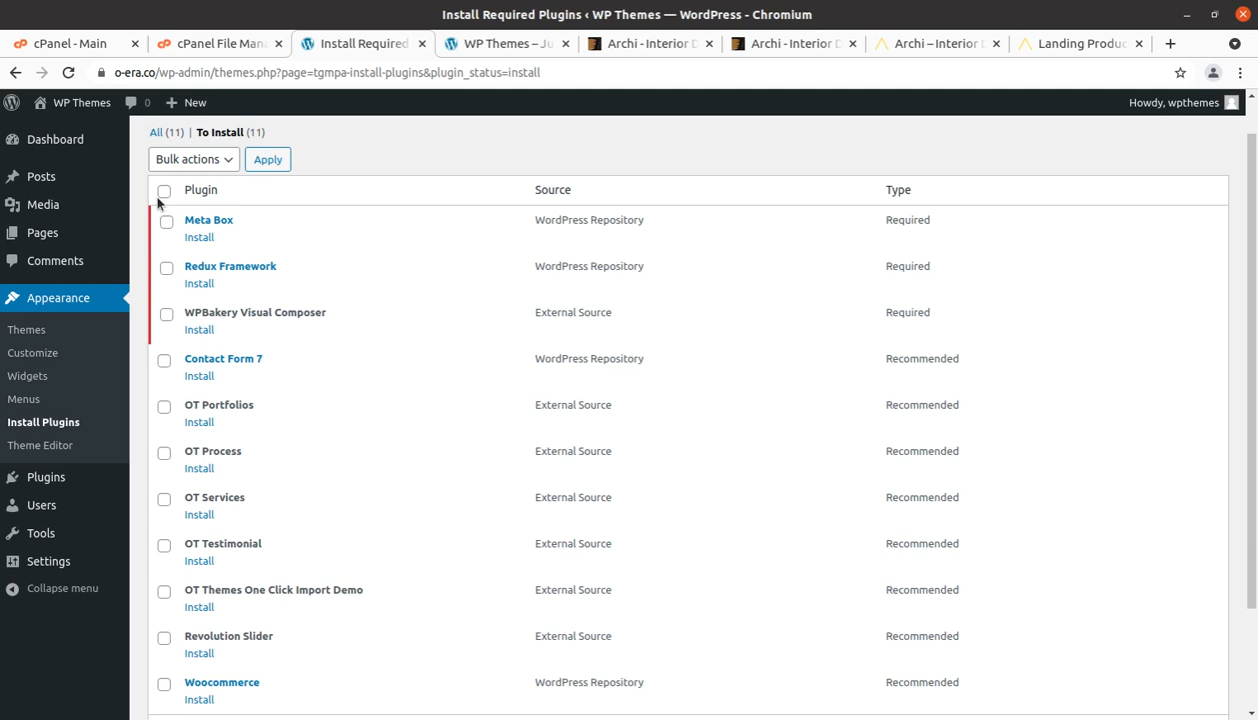 Install Required Plugins ‹ WP Themes — WordPress - Chromium
cPanel - Main
cPanel File Man
Install Required
WP Themes – Ju
Archi - Interior D
Archi - Interior D
Archi – Interior D
Landing Produc
o-era.co/wp-admin/themes.php?page=tgmpa-install-plugins&plugin_status=install
WP Themes
0
New
Howdy, wpthemes
Dashboard
Posts
Media
Pages
Comments
Appearance
Themes
Customize
Widgets
Menus
Install Plugins
Theme Editor
Plugins
Users
Tools
Settings
Collapse menu
All (11) | To Install (11)
Bulk actions
Apply
Plugin Source Type
Meta Box WordPress Repository Required
Install
Redux Framework WordPress Repository Required
Install
WPBakery Visual Composer External Source Required
Install
Contact Form 7 WordPress Repository Recommended
Install
OT Portfolios External Source Recommended
Install
OT Process External Source Recommended
Install
OT Services External Source Recommended
Install
OT Testimonial External Source Recommended
Install
OT Themes One Click Import Demo External Source Recommended
Install
Revolution Slider External Source Recommended
Install
Woocommerce WordPress Repository Recommended
Install